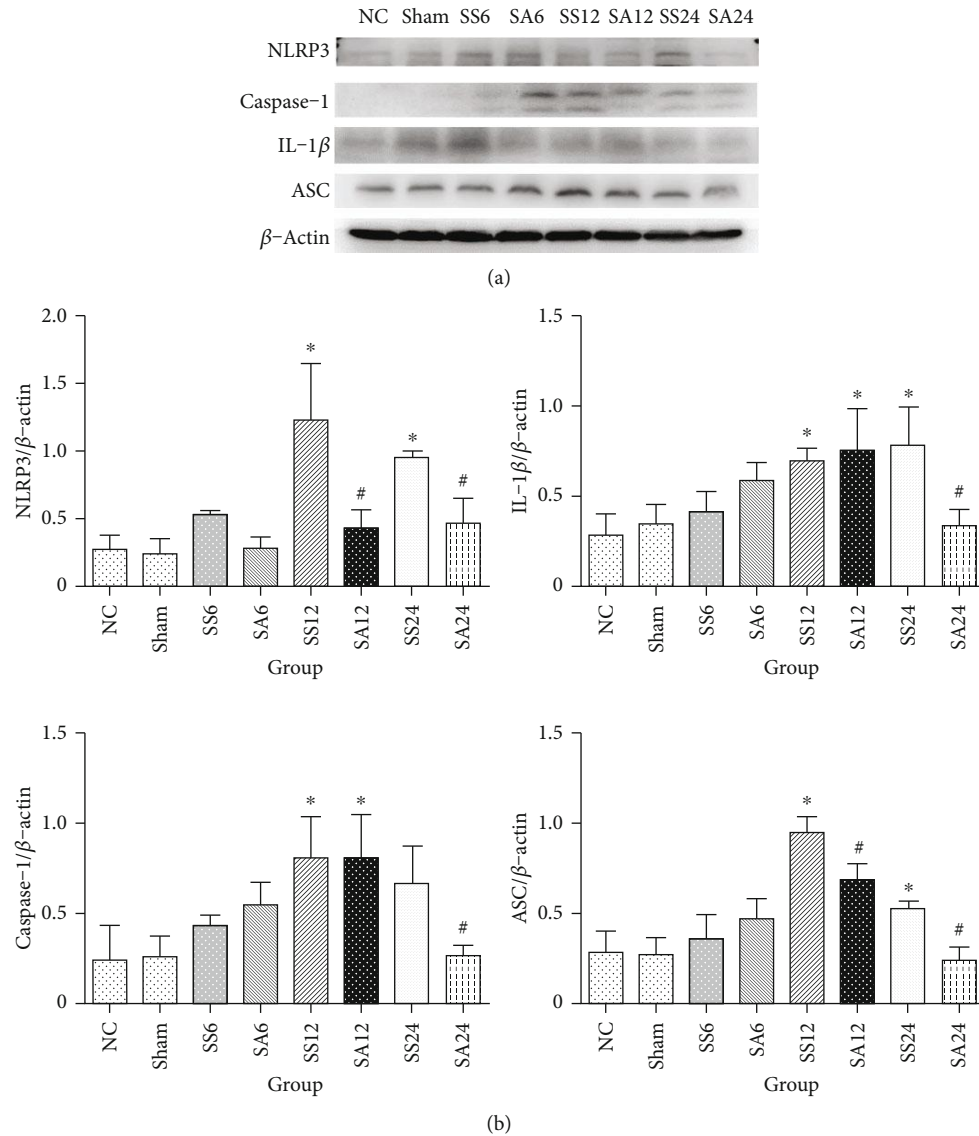 NC Sham SS6 SA6 SS12 SA12 SS24 SA24
NLRP3
Caspase−1
IL−1β
ASC
β−Actin
(a)
NLRP3/β−actin
2.0
1.5
1.0
0.5
0
*
#
*
#
NC
Sham
SS6
SA6
SS12
SA12
SS24
SA24
Group
IL−1β/β−actin
1.5
1.0
0.5
0
*
*
*
#
NC
Sham
SS6
SA6
SS12
SA12
SS24
SA24
Group
Caspase−1/β−actin
1.5
1.0
0.5
0
*
*
#
NC
Sham
SS6
SA6
SS12
SA12
SS24
SA24
Group
ASC/β−actin
1.5
1.0
0.5
0
*
#
*
#
NC
Sham
SS6
SA6
SS12
SA12
SS24
SA24
Group
(b)